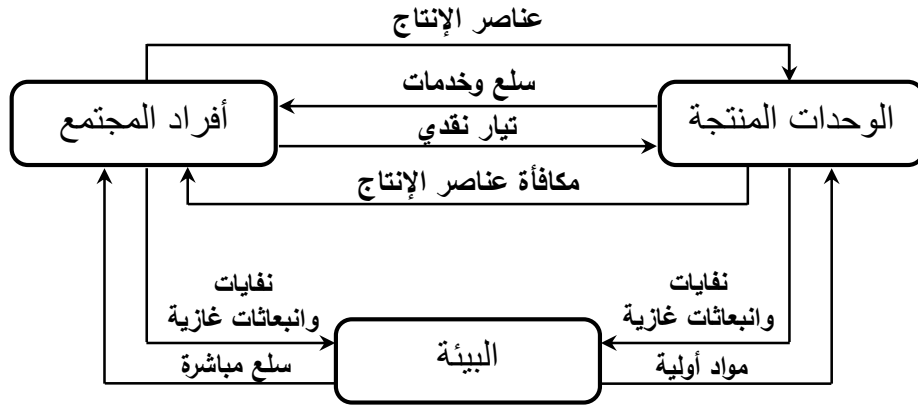 عناصر الإنتاج
سلع وخدمات
الوحدات المنتجة
أفراد المجتمع
تيار نقدي
مكافأة عناصر الإنتاج
نفايات
وانبعاثات غازية
نفايات
وانبعاثات غازية
البيئة
مواد أولية
سلع مباشرة